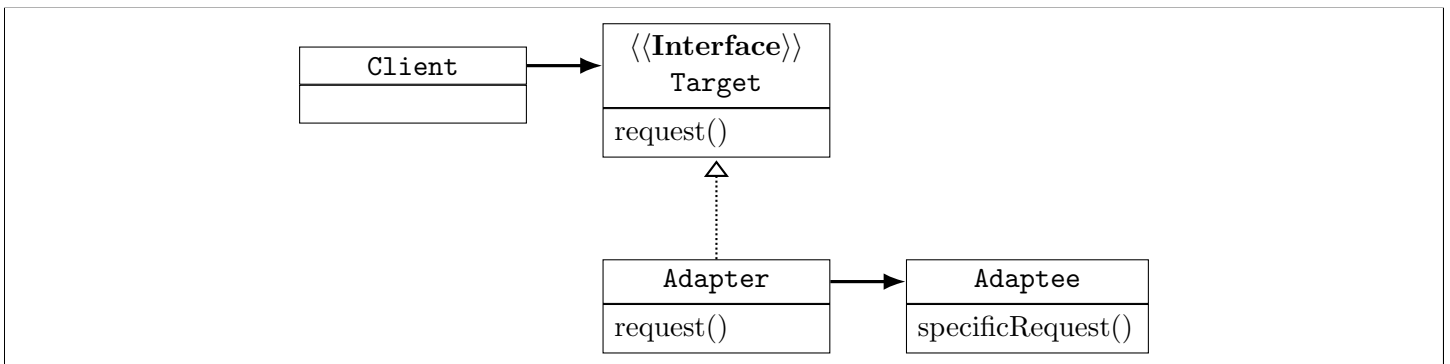 Client
⟨⟨Interface⟩⟩
Target
request()
Adapter
request()
Adaptee
specificRequest()